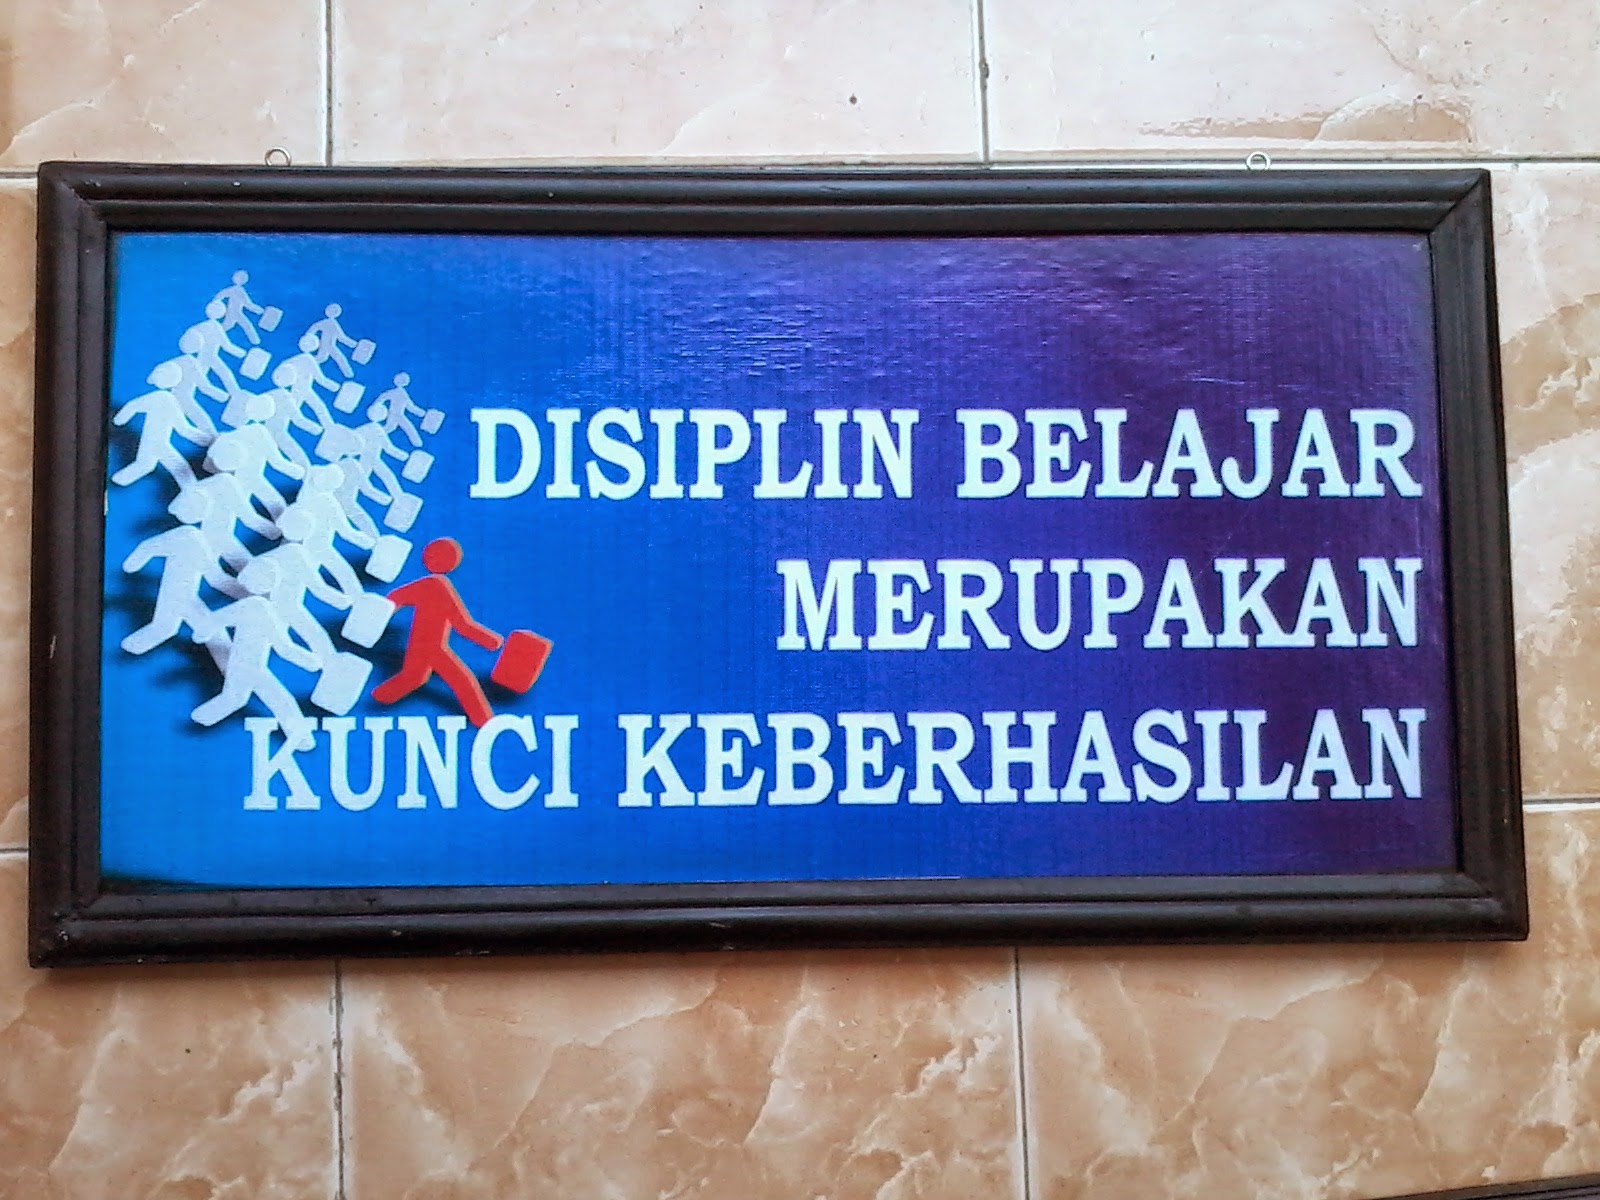 DISIPLIN BELAJAR
MERUPAKAN
KUNCI KEBERHASILAN